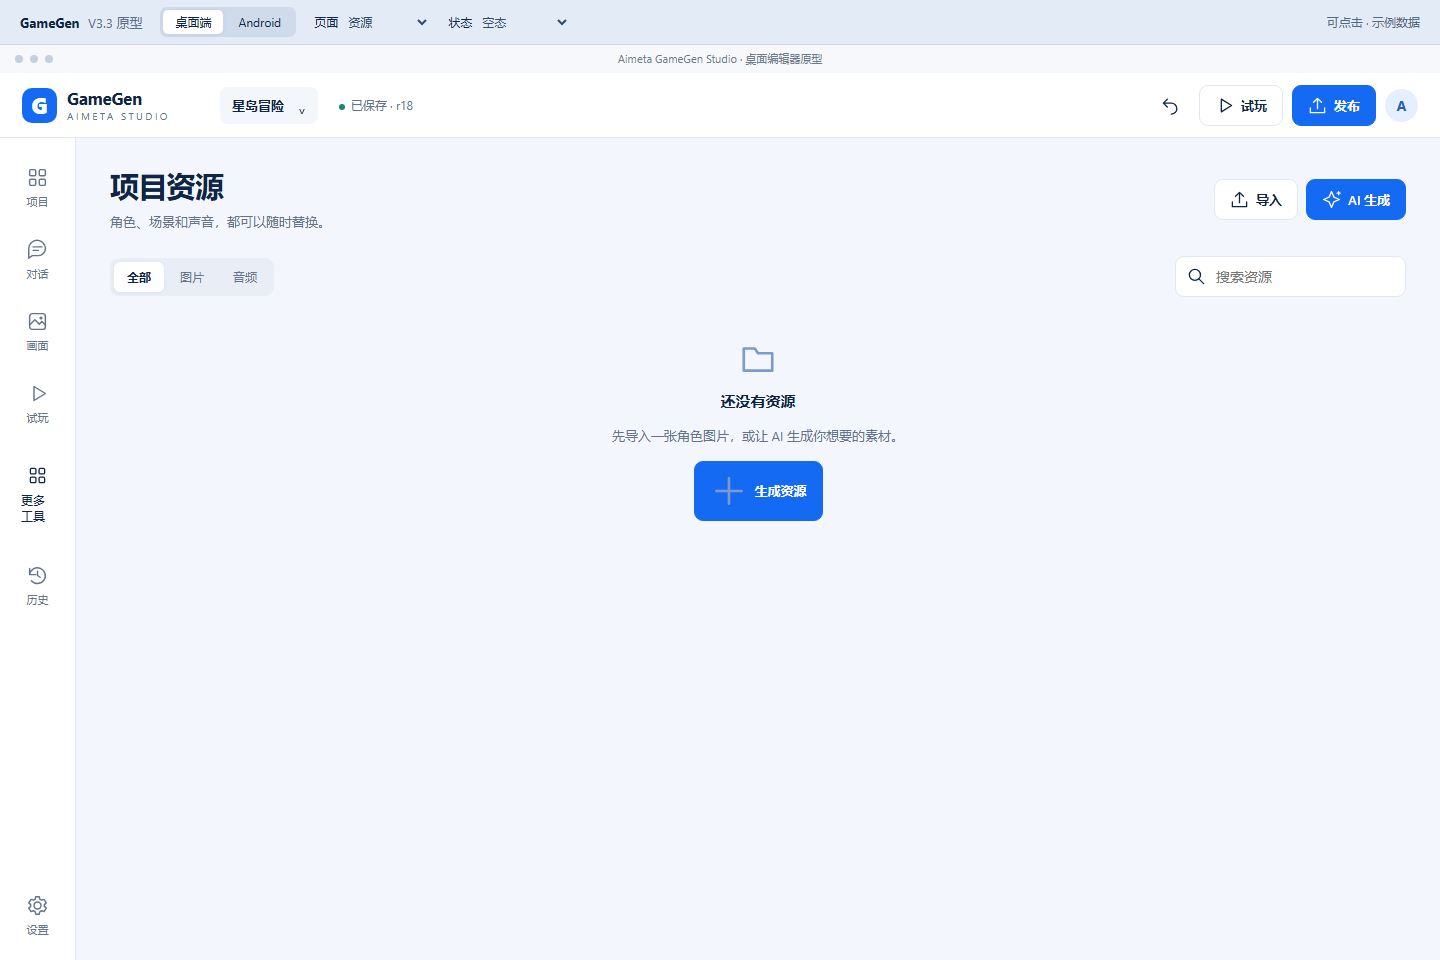 GameGen V3.3 原型 桌面端 Android 页面 资源 状态 空态 可点击 · 示例数据
Aimeta GameGen Studio · 桌面编辑器原型
G GameGen
AIMETA STUDIO
星岛冒险 已保存 · r18 试玩 发布 A
项目
对话
画面
试玩
更多
工具
历史
设置
项目资源
角色、场景和声音，都可以随时替换。
导入 AI 生成
全部 图片 音频 搜索资源
还没有资源
先导入一张角色图片，或让 AI 生成你想要的素材。
生成资源